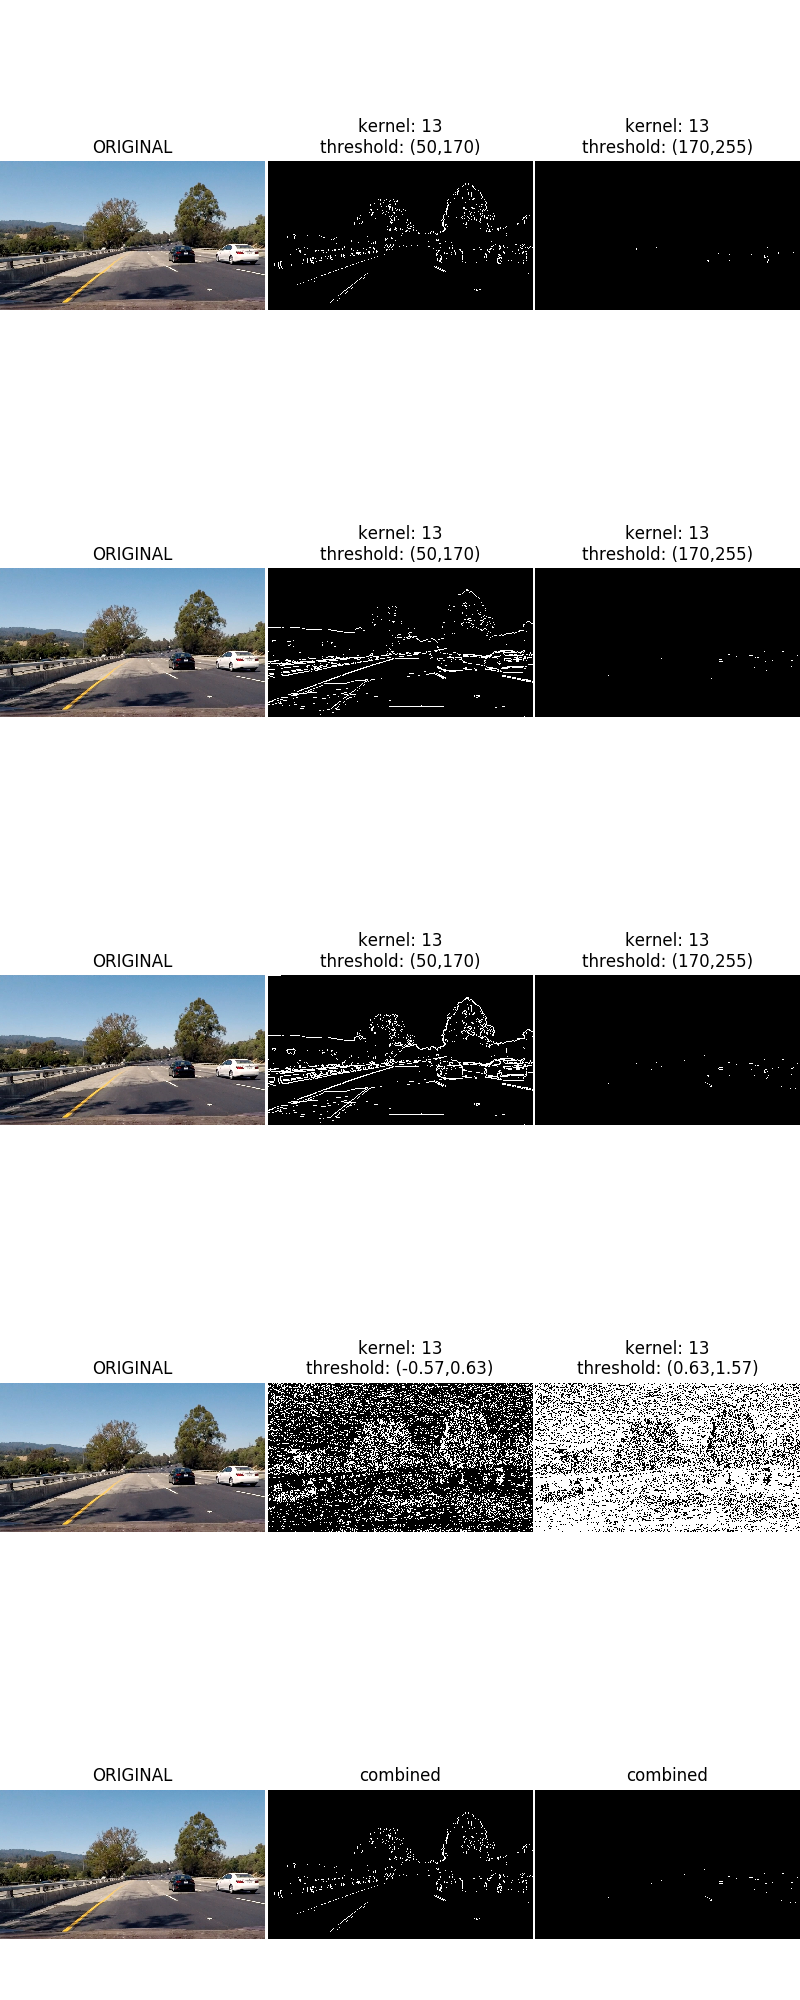 ORIGINAL
kernel: 13
threshold: (50,170)
kernel: 13
threshold: (170,255)
ORIGINAL
kernel: 13
threshold: (50,170)
kernel: 13
threshold: (170,255)
ORIGINAL
kernel: 13
threshold: (50,170)
kernel: 13
threshold: (170,255)
ORIGINAL
kernel: 13
threshold: (-0.57,0.63)
kernel: 13
threshold: (0.63,1.57)
ORIGINAL
combined
combined